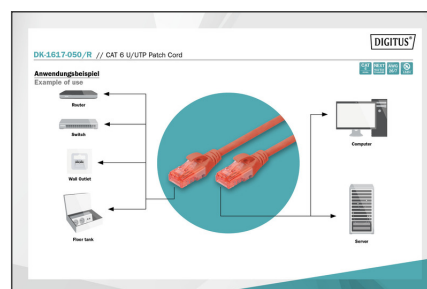 DIGITUS®
DK-1617-050/R // CAT 6 U/UTP Patch Cord
Anwendungsbeispiel
Example of use
Router
Switch
Wall Outlet
Floor tank
Computer
Server